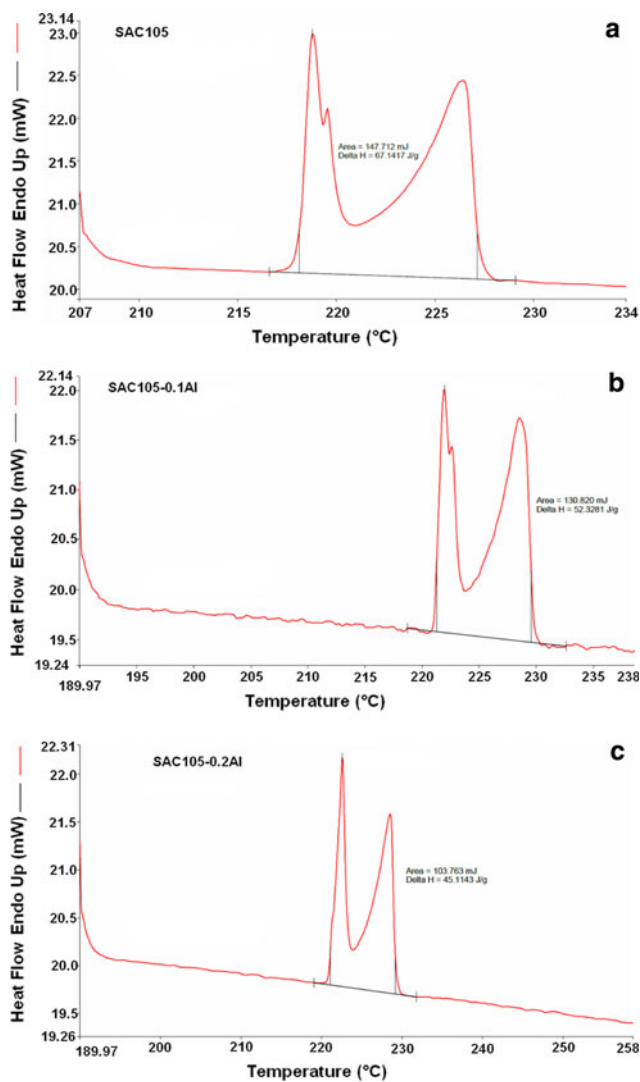 23.14
SAC105
a
23.0
22.5
22.0
21.5
21.0
20.5
20.0
Heat Flow Endo Up (mW)
Area = 147.712 mJ
Delta H = 67.1417 J/g
207 210 215 220 225 230 234
Temperature (°C)
22.14
SAC105-0.1Al
b
22.0
21.5
21.0
20.5
20.0
19.5
19.24
Heat Flow Endo Up (mW)
Area = 130.820 mJ
Delta H = 52.3281 J/g
189.97 195 200 205 210 215 220 225 230 235 238
Temperature (°C)
22.31
SAC105-0.2Al
c
22.0
21.5
21.0
20.5
20.0
19.5
19.26
Heat Flow Endo Up (mW)
Area = 103.763 mJ
Delta H = 45.1143 J/g
189.97 200 210 220 230 240 250 258
Temperature (°C)